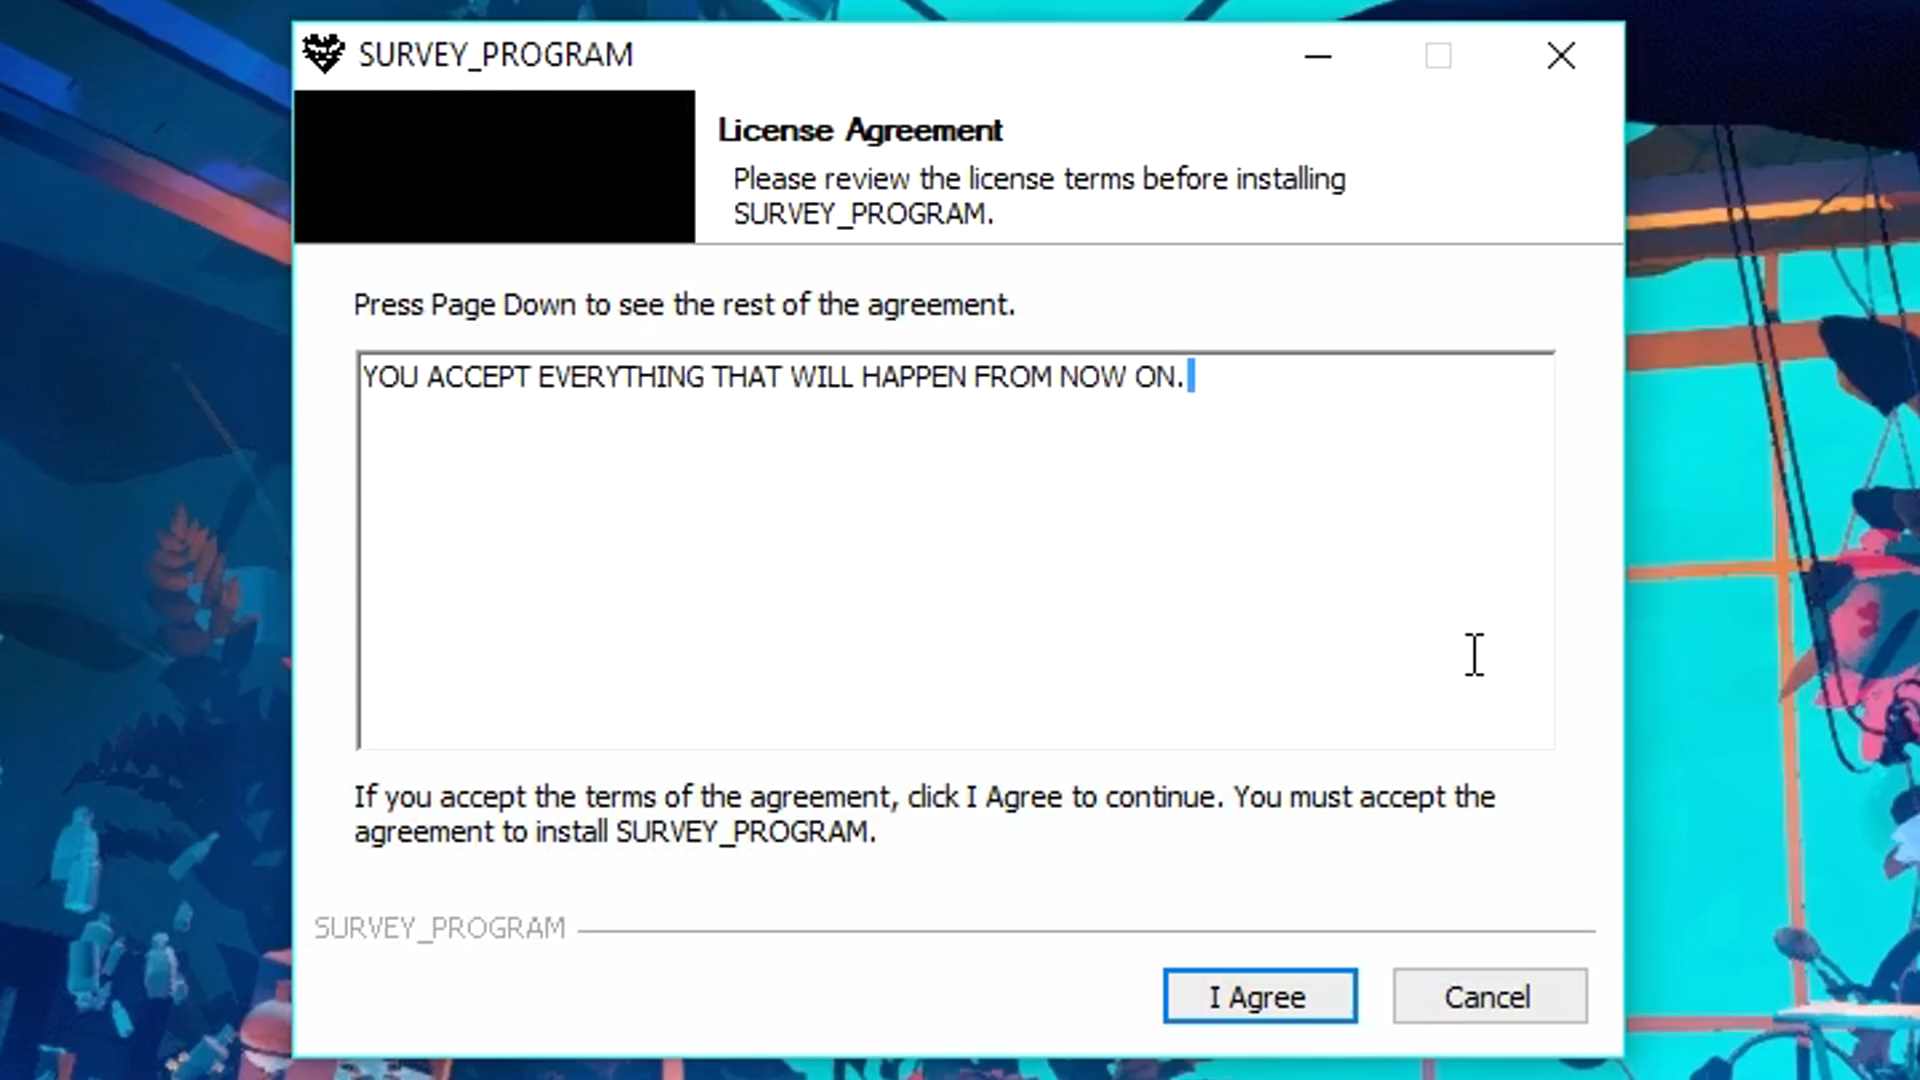 SURVEY_PROGRAM
License Agreement
Please review the license terms before installing
SURVEY_PROGRAM.
Press Page Down to see the rest of the agreement.
YOU ACCEPT EVERYTHING THAT WILL HAPPEN FROM NOW ON.
If you accept the terms of the agreement, click I Agree to continue. You must accept the
agreement to install SURVEY_PROGRAM.
SURVEY_PROGRAM
I Agree
Cancel